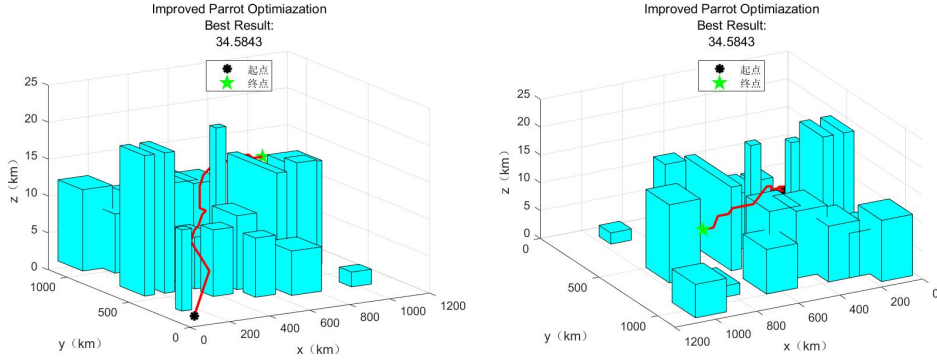 Improved Parrot Optimiazation
Best Result:
34.5843
起点
终点
25
20
15
10
5
0
z（km）
1000
500
0
y（km）
0
200
400
600
800
1000
1200
x（km）
Improved Parrot Optimiazation
Best Result:
34.5843
起点
终点
25
20
15
10
5
0
z（km）
0
500
1000
y（km）
1200
1000
800
600
400
200
0
x（km）